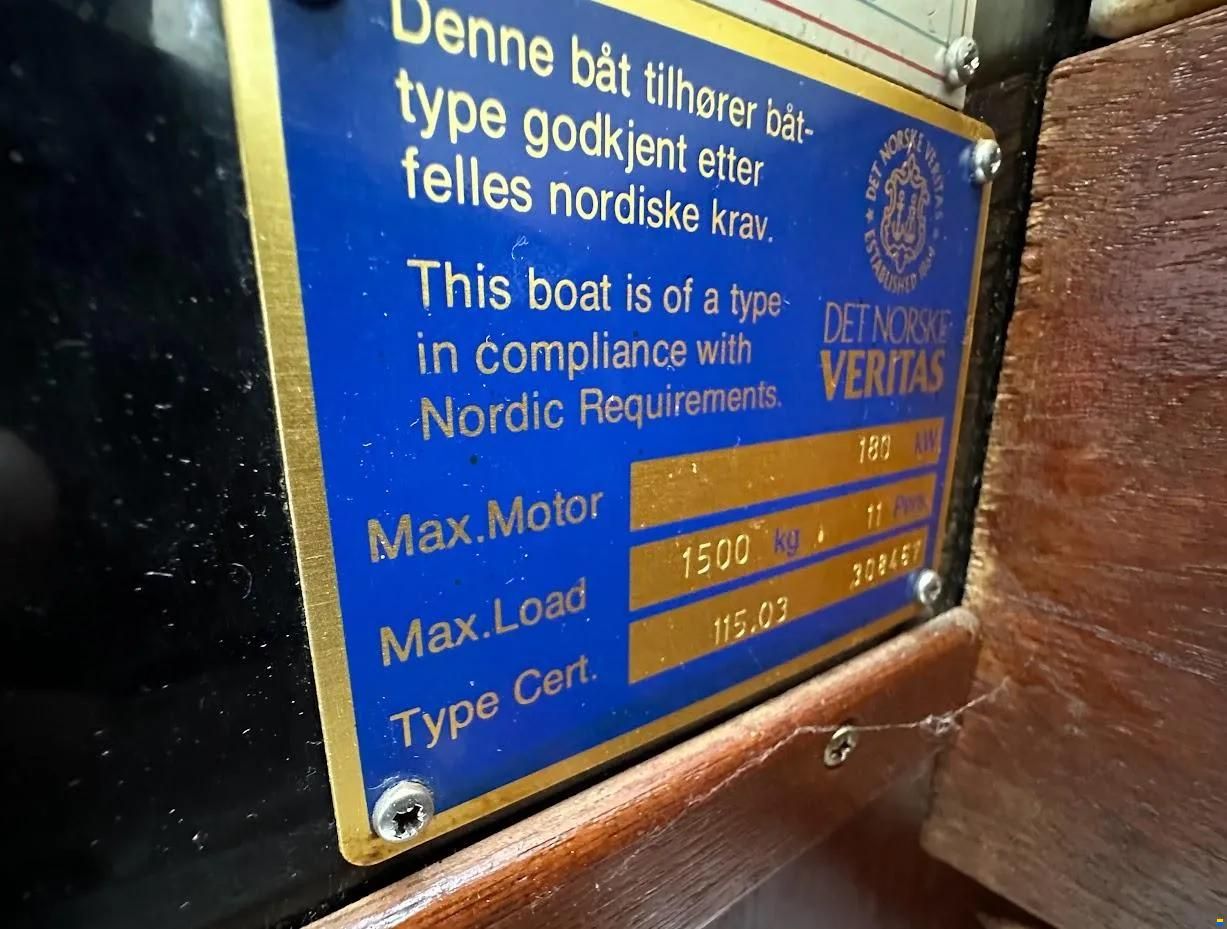 Denne båt tilhører båt-
type godkjent etter
felles nordiske krav.
This boat is of a type
in compliance with
Nordic Requirements.
★ DET NORSKE VERITAS ★
ESTABLISHED 1864
DET NORSKE
VERITAS
Max.Motor 180 kW
Max.Load 1500 kg 11 Pers.
Type Cert. 115.03 308457